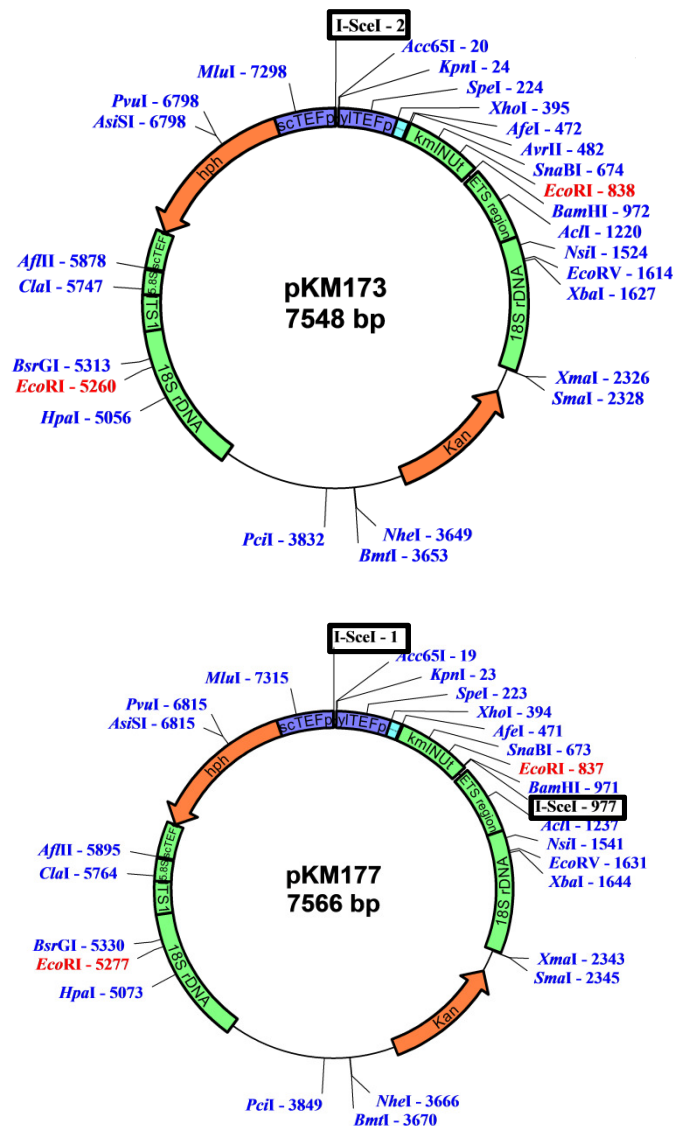 I-SceI - 2
Acc65I - 20
KpnI - 24
SpeI - 224
XhoI - 395
AfeI - 472
AvrII - 482
SnaBI - 674
EcoRI - 838
BamHI - 972
AclI - 1220
NsiI - 1524
EcoRV - 1614
XbaI - 1627
XmaI - 2326
SmaI - 2328
NheI - 3649
BmtI - 3653
PciI - 3832
HpaI - 5056
EcoRI - 5260
BsrGI - 5313
ClaI - 5747
AflII - 5878
AsiSI - 6798
PvuI - 6798
MluI - 7298
scTEFp
ylTEFp
kmINUt
ETS region
18S rDNA
Kan
18S rDNA
ITS1
5.8S
scTEF
hph
pKM173
7548 bp
I-SceI - 1
Acc65I - 19
KpnI - 23
SpeI - 223
XhoI - 394
AfeI - 471
SnaBI - 673
EcoRI - 837
BamHI - 971
I-SceI - 977
AclI - 1237
NsiI - 1541
EcoRV - 1631
XbaI - 1644
XmaI - 2343
SmaI - 2345
NheI - 3666
BmtI - 3670
PciI - 3849
HpaI - 5073
EcoRI - 5277
BsrGI - 5330
ClaI - 5764
AflII - 5895
AsiSI - 6815
PvuI - 6815
MluI - 7315
scTEFp
ylTEFp
kmINUt
ETS region
18S rDNA
Kan
18S rDNA
ITS1
5.8S
scTEF
hph
pKM177
7566 bp